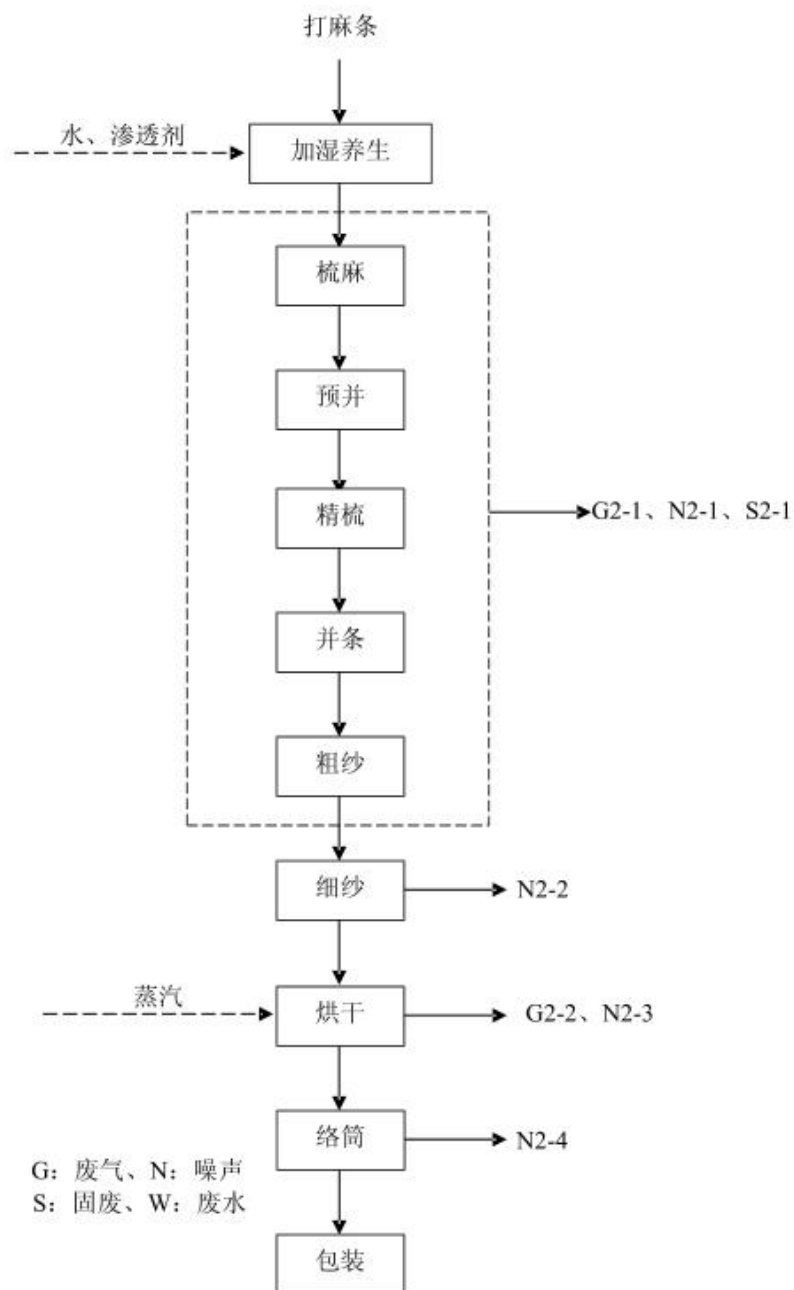 打麻条
水、渗透剂
加湿养生
梳麻
预并
精梳
G2-1、N2-1、S2-1
并条
粗纱
细纱
N2-2
蒸汽
烘干
G2-2、N2-3
络筒
N2-4
G：废气、N：噪声
S：固废、W：废水
包装